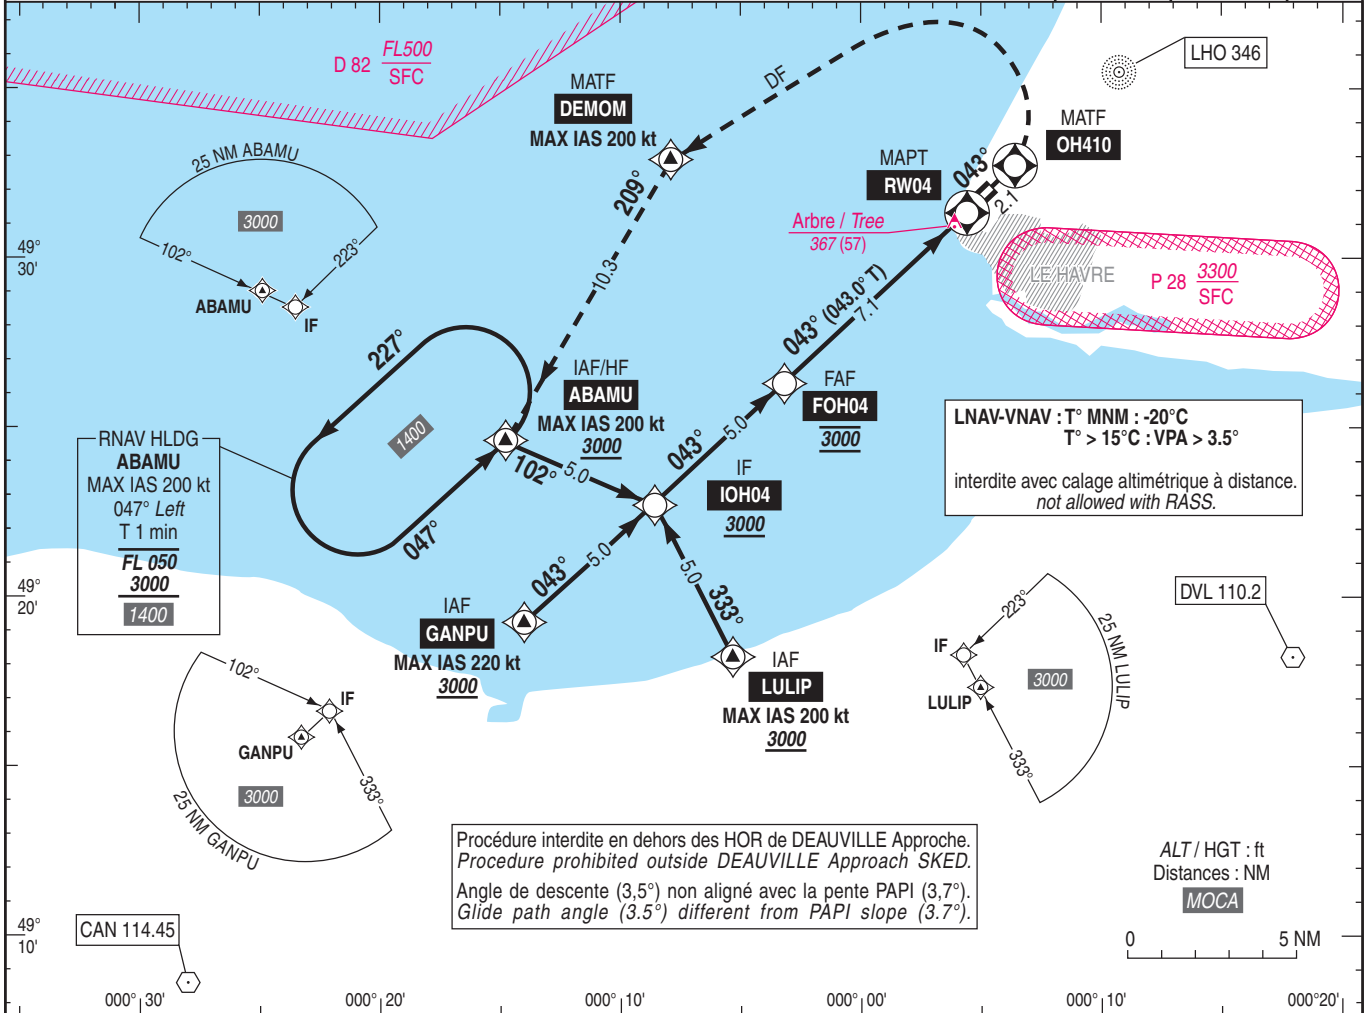 D 82 FL500
SFC
LHO 346
MATF
DEMOM
MAX IAS 200 kt
DF
MATF
OH410
MAPT
RW04
043°
2.1
25 NM ABAMU
3000
102°
223°
ABAMU
IF
209°
10.3
Arbre / Tree
367 (57)
LE HAVRE
P 28 3300
SFC
49°
30'
043° (043.0° T)
7.1
227°
1400
047°
IAF/HF
ABAMU
MAX IAS 200 kt
3000
FAF
FOH04
3000
LNAV-VNAV : T° MNM : -20°C
T° > 15°C : VPA > 3.5°
interdite avec calage altimétrique à distance.
not allowed with RASS.
RNAV HLDG
ABAMU
MAX IAS 200 kt
047° Left
T 1 min
FL 050
3000
1400
102°
5.0
043°
5.0
IF
IOH04
3000
49°
20'
043°
5.0
5.0
333°
IAF
GANPU
MAX IAS 220 kt
3000
IAF
LULIP
MAX IAS 200 kt
3000
DVL 110.2
223°
IF
LULIP
3000
25 NM LULIP
333°
102°
IF
GANPU
3000
333°
25 NM GANPU
Procédure interdite en dehors des HOR de DEAUVILLE Approche.
Procedure prohibited outside DEAUVILLE Approach SKED.
Angle de descente (3,5°) non aligné avec la pente PAPI (3,7°).
Glide path angle (3.5°) different from PAPI slope (3.7°).
ALT / HGT : ft
Distances : NM
MOCA
0 5 NM
CAN 114.45
49°
10'
000° 30' 000° 20' 000° 10' 000° 00' 000° 10' 000° 20'